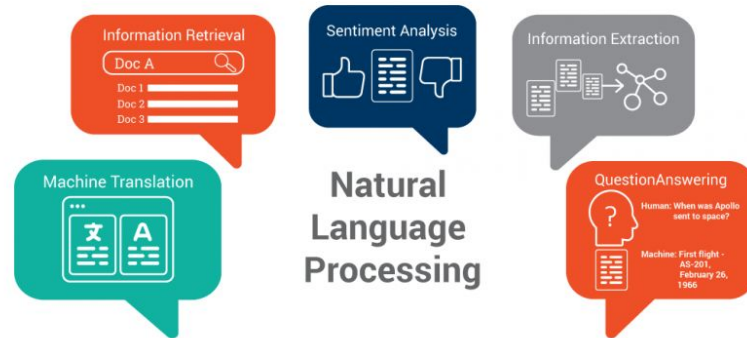 Information Retrieval
Doc A
Doc 1
Doc 2
Doc 3
Sentiment Analysis
Information Extraction
Machine Translation
文 A
Natural
Language
Processing
QuestionAnswering
?
Human: When was Apollo
sent to space?
Machine: First flight -
AS-201,
February 26,
1966